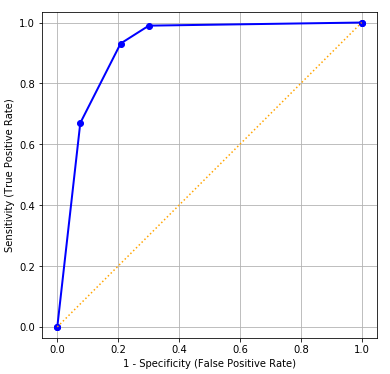 1.0
0.8
0.6
0.4
0.2
0.0
Sensitivity (True Positive Rate)
0.0 0.2 0.4 0.6 0.8 1.0
1 - Specificity (False Positive Rate)